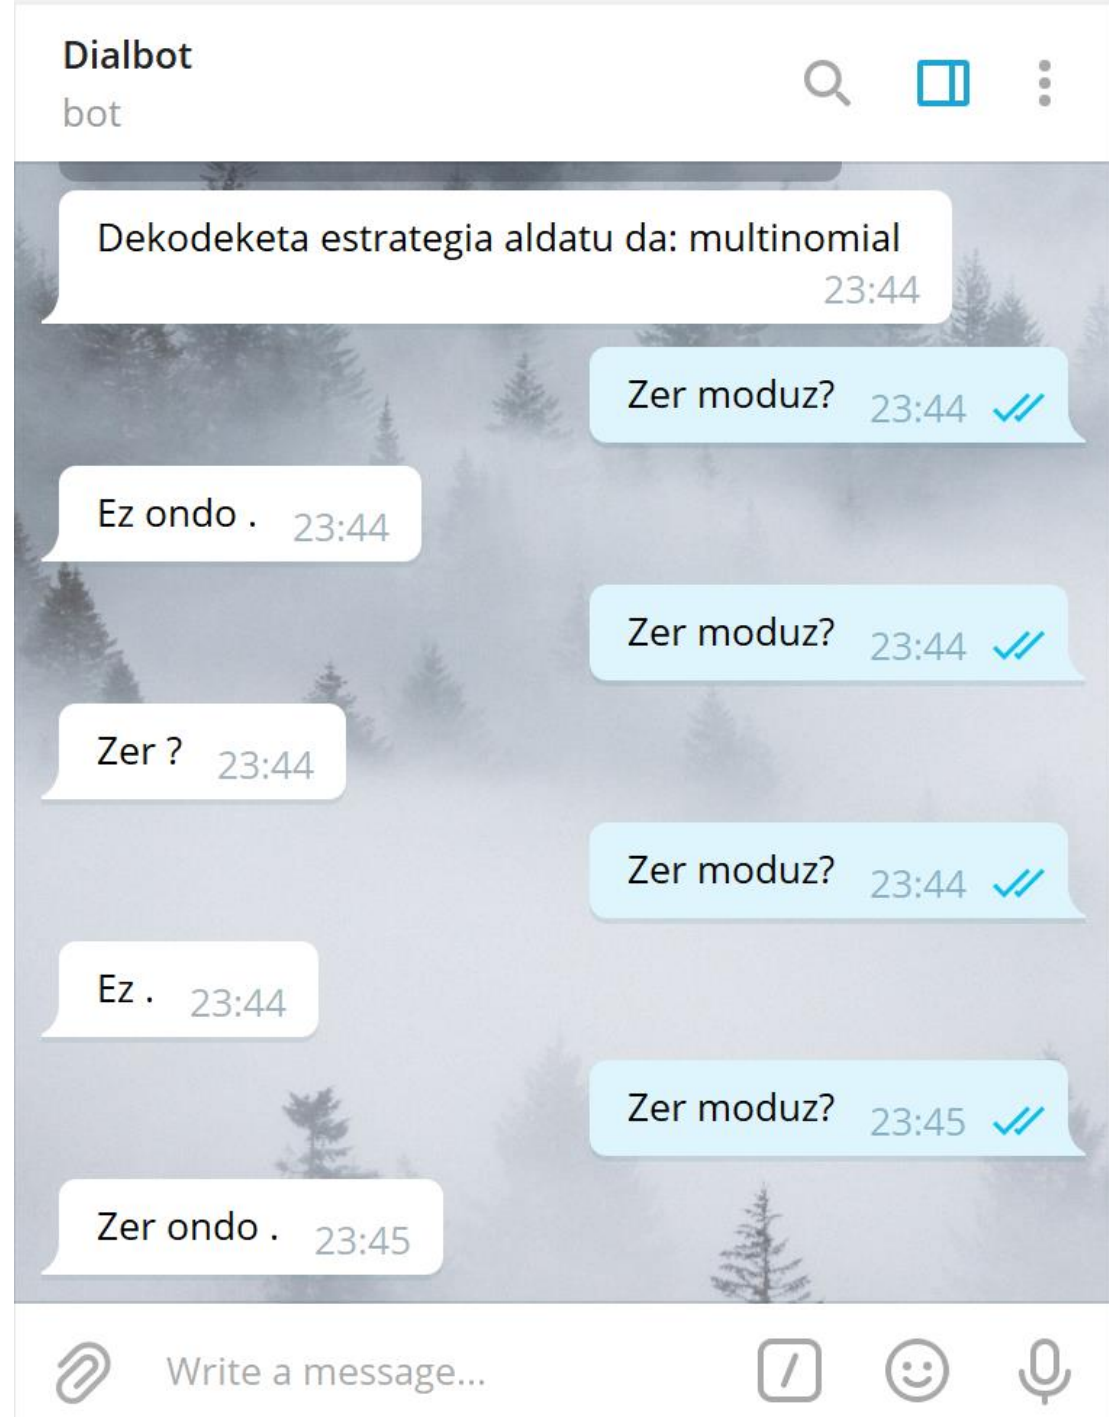 Dialbot
bot
Dekodeketa estrategia aldatu da: multinomial
23:44
Zer moduz? 23:44
Ez ondo . 23:44
Zer moduz? 23:44
Zer ? 23:44
Zer moduz? 23:44
Ez . 23:44
Zer moduz? 23:45
Zer ondo . 23:45
Write a message...